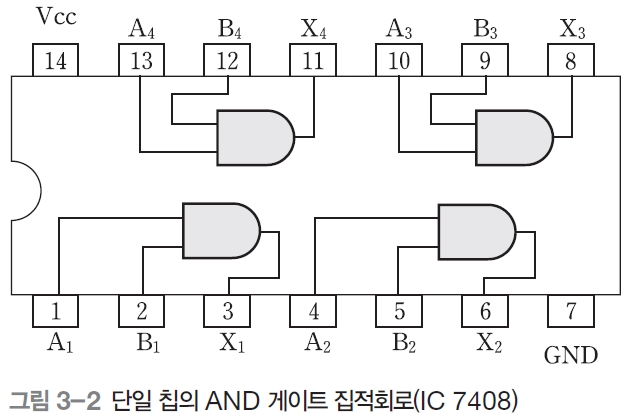 Vcc A₄ B₄ X₄ A₃ B₃ X₃
14 13 12 11 10 9 8
1 2 3 4 5 6 7
A₁ B₁ X₁ A₂ B₂ X₂ GND
그림 3-2 단일 칩의 AND 게이트 집적회로(IC 7408)